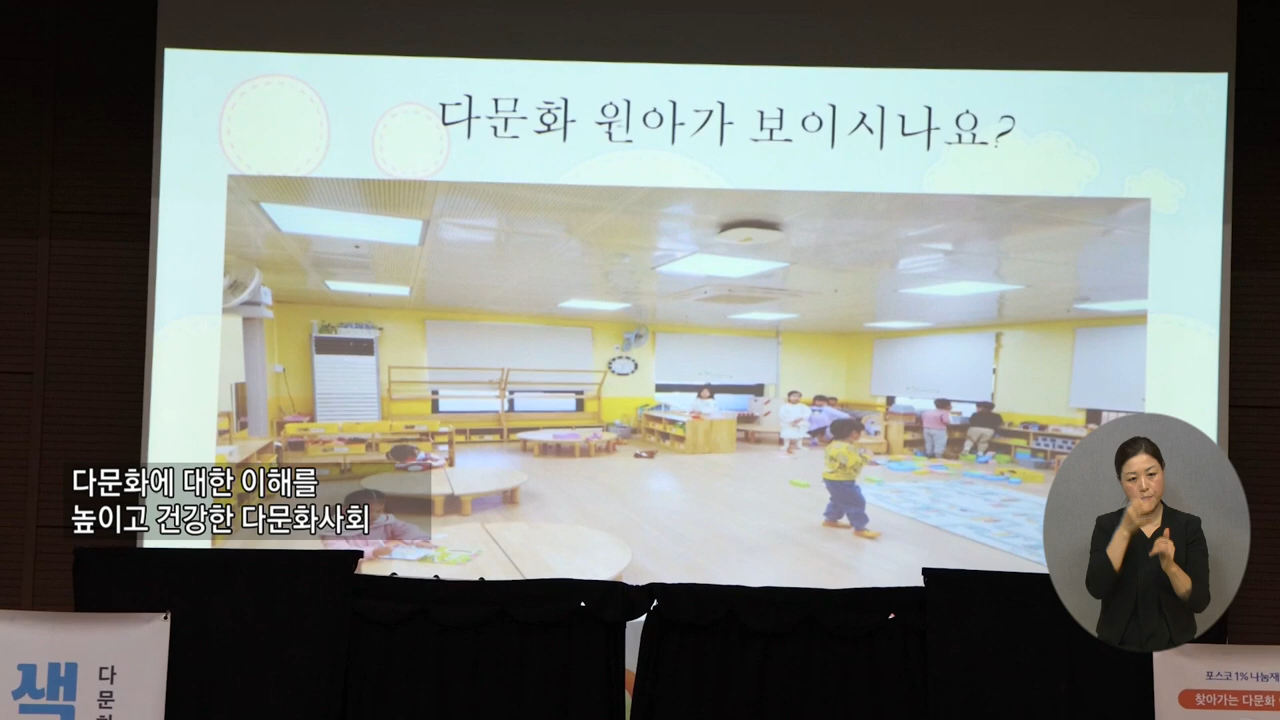 다문화 원아가 보이시나요?
다문화에 대한 이해를
높이고 건강한 다문화사회
색
다문
포스코 1% 나눔재
찾아가는 다문화